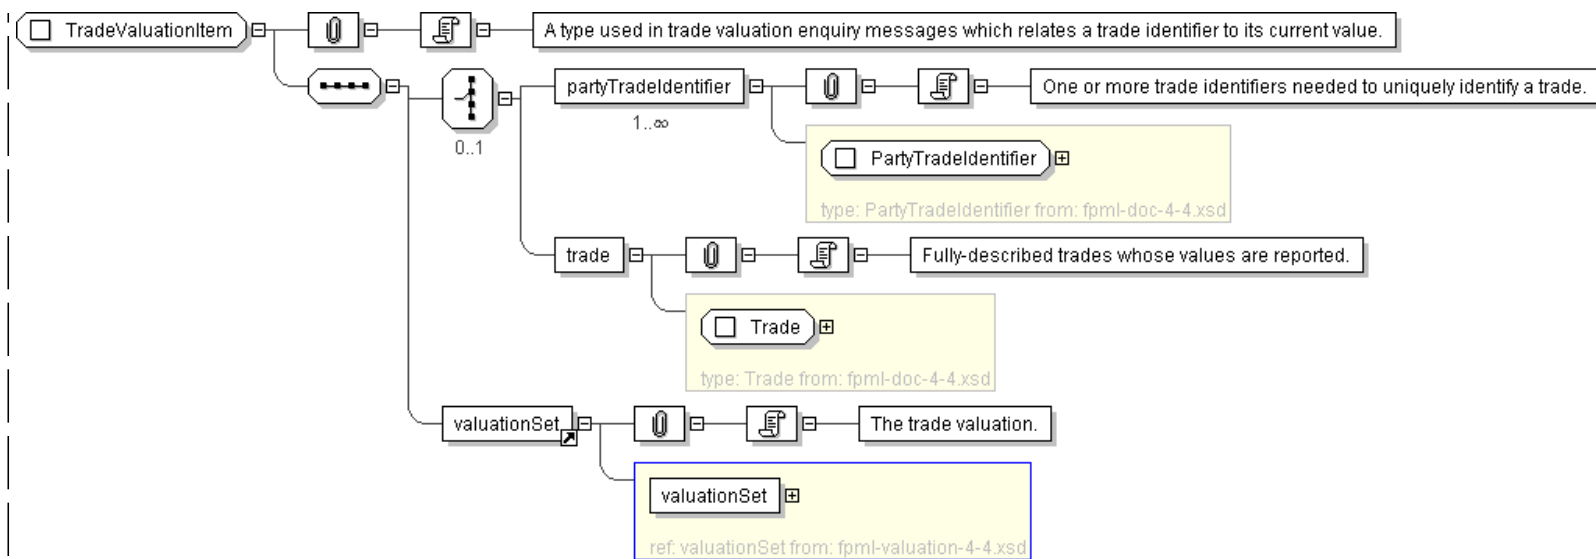 TradeValuationItem
A type used in trade valuation enquiry messages which relates a trade identifier to its current value.
0..1
partyTradeIdentifier
1..∞
One or more trade identifiers needed to uniquely identify a trade.
PartyTradeIdentifier
type: PartyTradeIdentifier from: fpml-doc-4-4.xsd
trade
Fully-described trades whose values are reported.
Trade
type: Trade from: fpml-doc-4-4.xsd
valuationSet
The trade valuation.
valuationSet
ref: valuationSet from: fpml-valuation-4-4.xsd